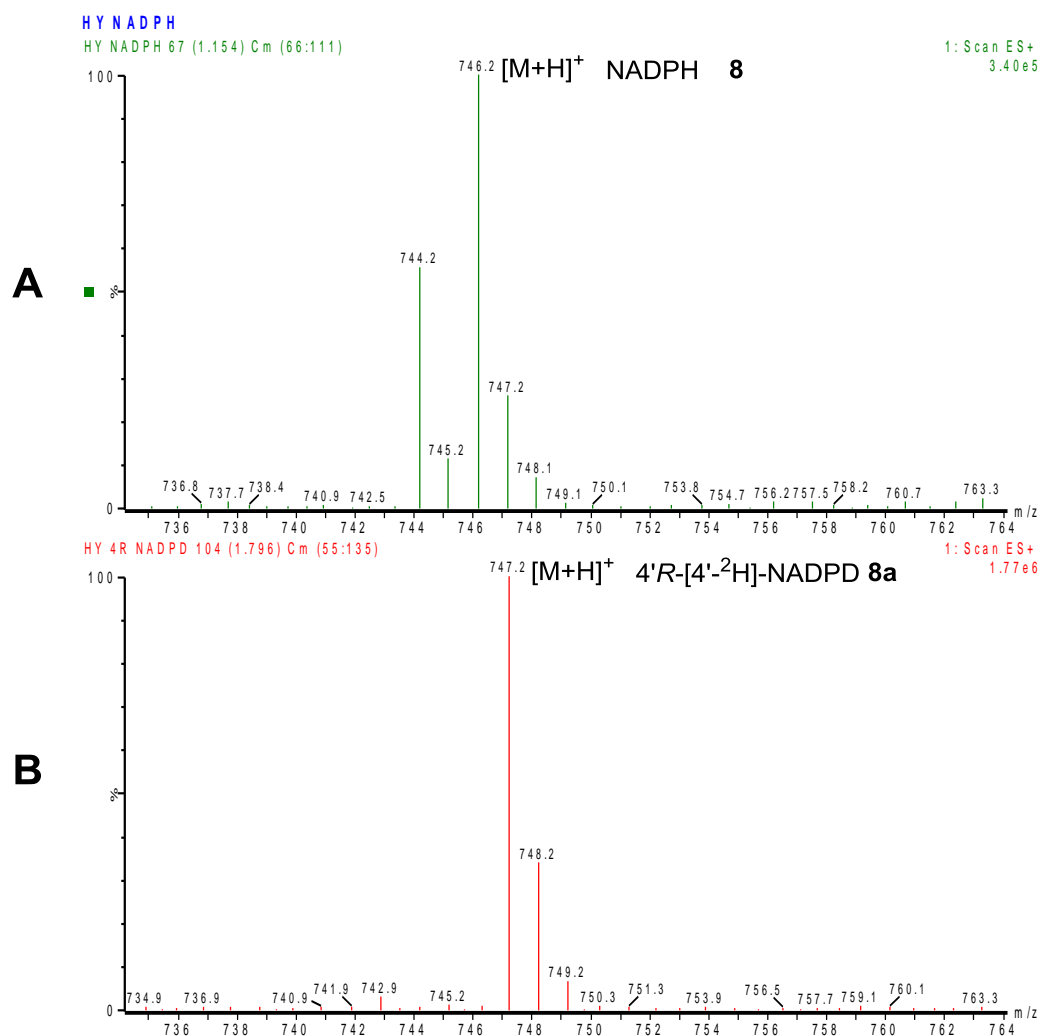 HY NADPH
HY NADPH 67 (1.154) Cm (66:111)
1: Scan ES+
3.40e5
100
746.2
[M+H]+ NADPH 8
744.2
A
%
747.2
745.2
748.1
736.8
737.7
738.4
740.9
742.5
749.1
750.1
753.8
754.7
756.2
757.5
758.2
760.7
763.3
0
m/z
736 738 740 742 744 746 748 750 752 754 756 758 760 762 764
HY 4R NADPD 104 (1.796) Cm (55:135)
1: Scan ES+
1.77e6
100
747.2
[M+H]+ 4'R-[4'-2H]-NADPD 8a
B
%
748.2
749.2
734.9
736.9
740.9
741.9
742.9
745.2
750.3
751.3
753.9
756.5
757.7
759.1
760.1
763.3
0
m/z
736 738 740 742 744 746 748 750 752 754 756 758 760 762 764